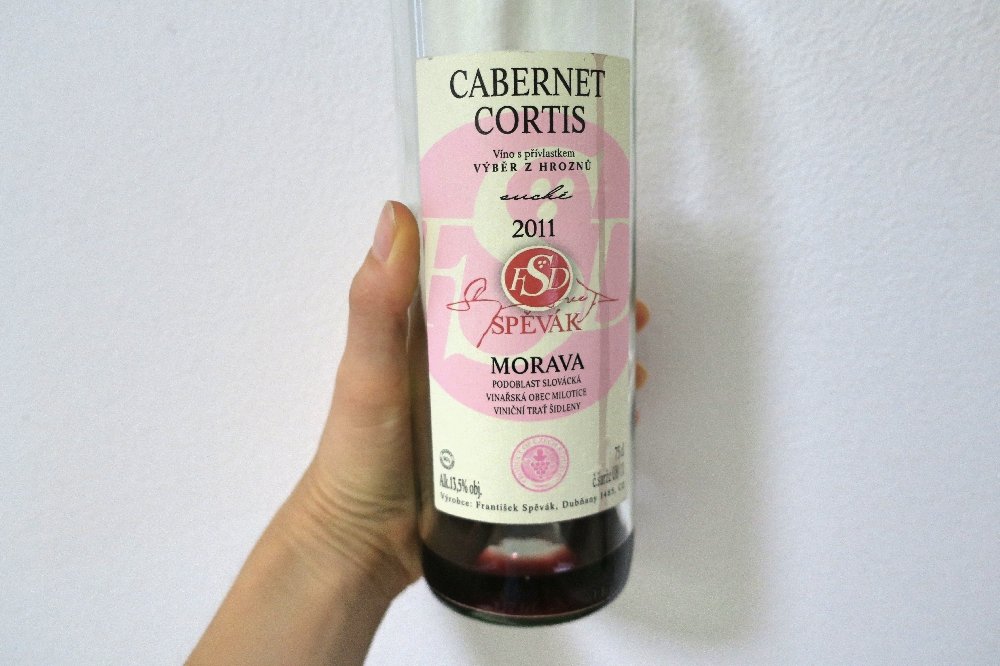 CABERNET
CORTIS
Víno s přívlastkem
VÝBĚR Z HROZNŮ
suché
2011
FSD
SPĚVÁK
MORAVA
PODOBLAST SLOVÁCKÁ
VINAŘSKÁ OBEC MILOTICE
VINIČNÍ TRAŤ ŠIDLENY
Alk.13,5% obj.
Výrobce: František Spěvák, Dubňany